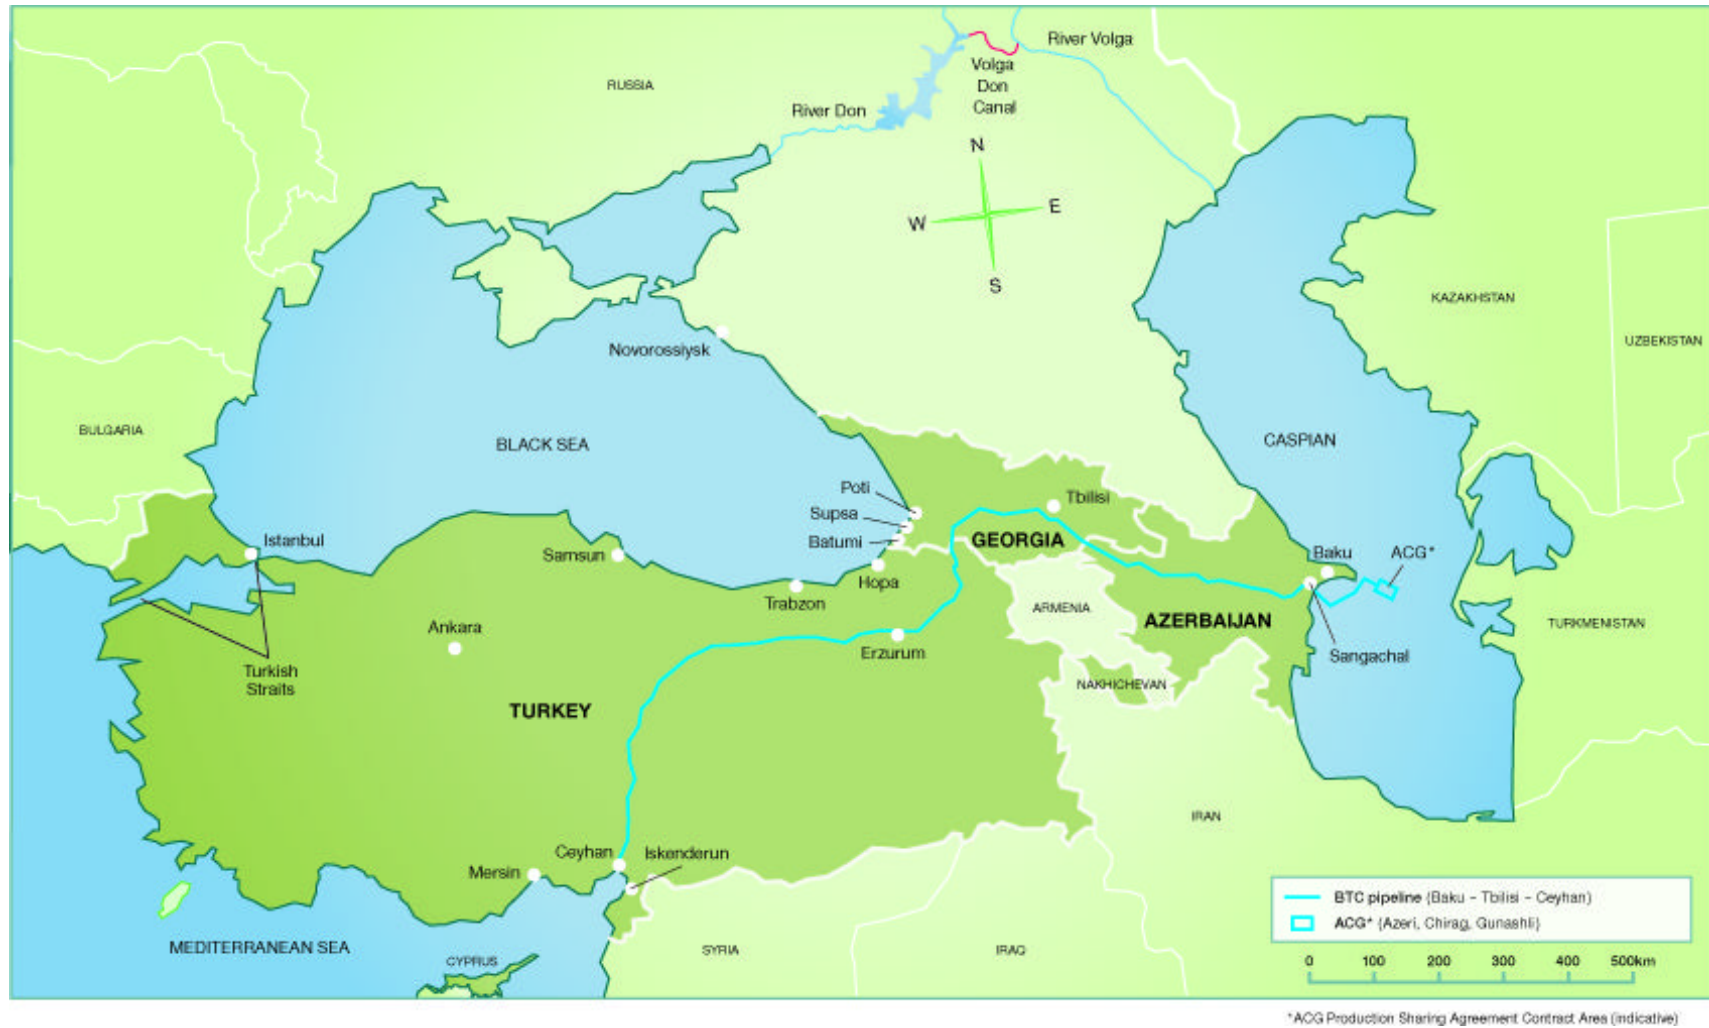 River Volga
Volga
Don
Canal
RUSSIA
River Don
N
W
E
S
KAZAKHSTAN
UZBEKISTAN
Novorossiysk
BULGARIA
BLACK SEA
CASPIAN
Poti
Tbilisi
Supsa
Istanbul
Batumi
GEORGIA
Samsun
Baku
ACG*
Hopa
Trabzon
ARMENIA
AZERBAIJAN
TURKMENISTAN
Ankara
Erzurum
Sangachal
Turkish
Straits
NAKHICHEVAN
TURKEY
IRAN
Ceyhan
Iskenderun
Mersin
BTC pipeline (Baku – Tbilisi – Ceyhan)
ACG* (Azeri, Chirag, Gunashli)
MEDITERRANEAN SEA
CYPRUS
SYRIA
IRAQ
0 100 200 300 400 500km
*ACG Production Sharing Agreement Contract Area (indicative)